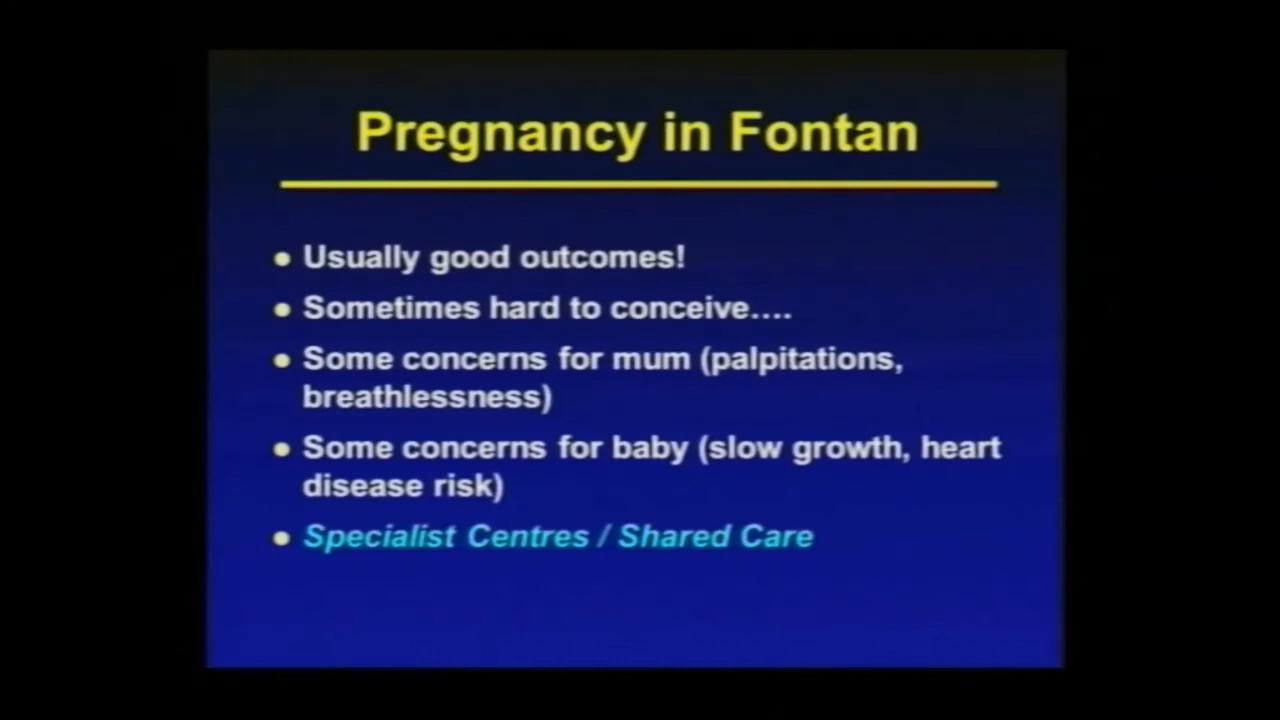 Pregnancy in Fontan
Usually good outcomes!
Sometimes hard to conceive....
Some concerns for mum (palpitations,
breathlessness)
Some concerns for baby (slow growth, heart
disease risk)
Specialist Centres / Shared Care